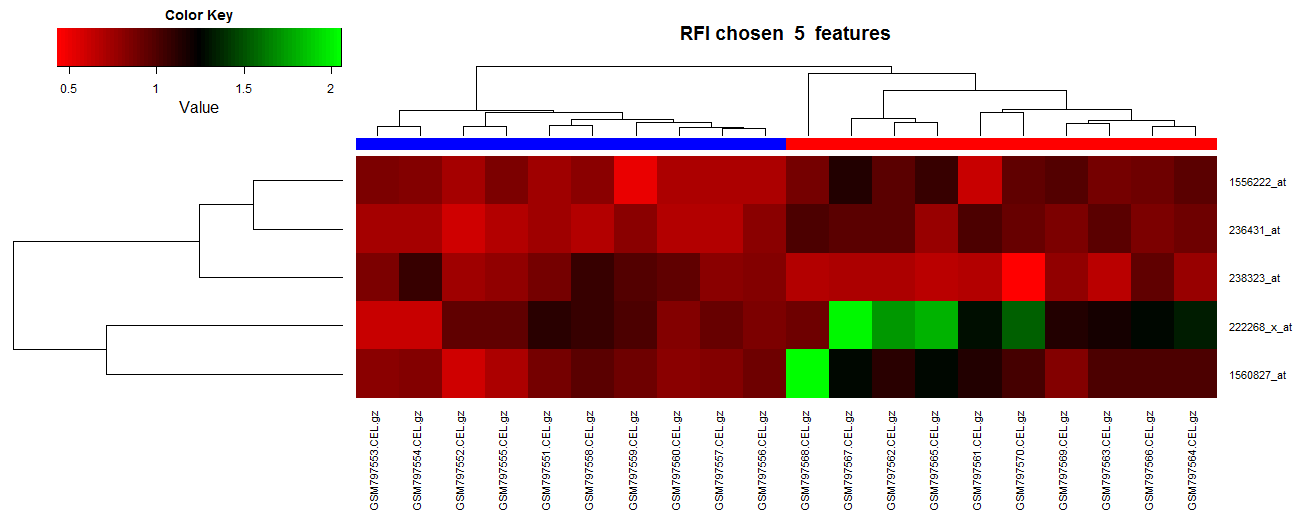 Color Key
0.5 1 1.5 2
Value
RFI chosen 5 features
1556222_at
236431_at
238323_at
222268_x_at
1560827_at
GSM797553.CEL.gz
GSM797554.CEL.gz
GSM797552.CEL.gz
GSM797555.CEL.gz
GSM797551.CEL.gz
GSM797558.CEL.gz
GSM797559.CEL.gz
GSM797560.CEL.gz
GSM797557.CEL.gz
GSM797556.CEL.gz
GSM797568.CEL.gz
GSM797567.CEL.gz
GSM797562.CEL.gz
GSM797565.CEL.gz
GSM797561.CEL.gz
GSM797570.CEL.gz
GSM797569.CEL.gz
GSM797563.CEL.gz
GSM797566.CEL.gz
GSM797564.CEL.gz